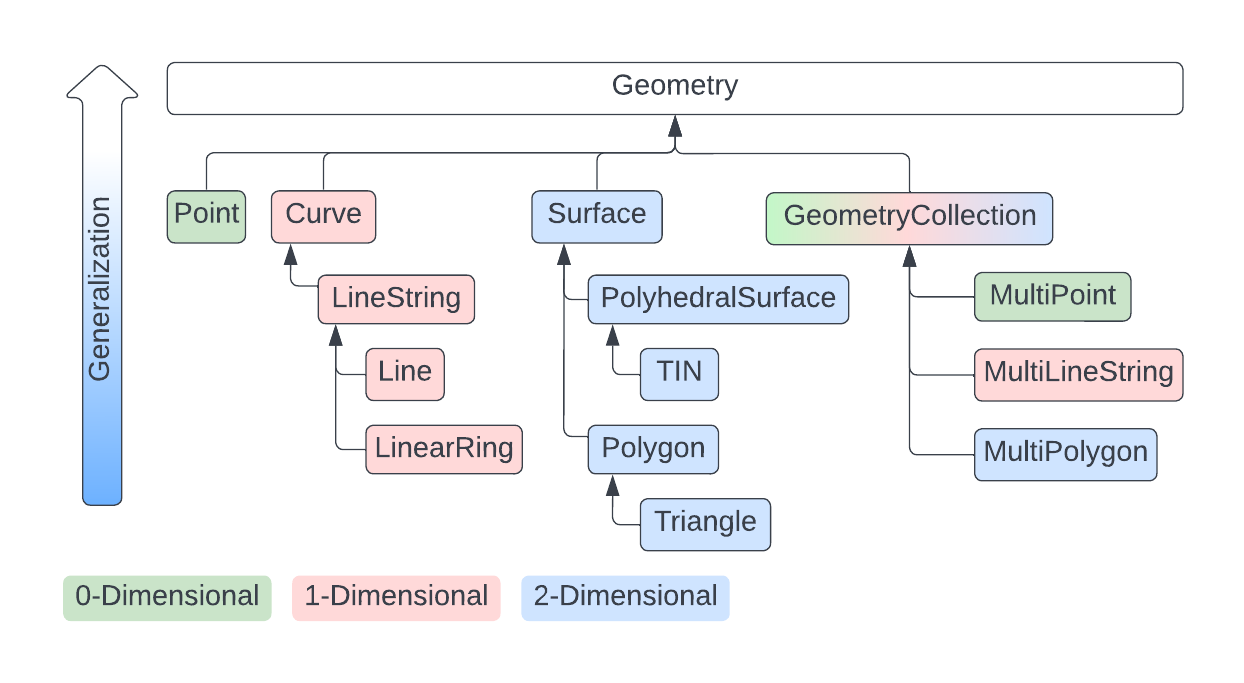 Geometry
Generalization
Point
Curve
Surface
GeometryCollection
LineString
PolyhedralSurface
MultiPoint
Line
TIN
MultiLineString
LinearRing
Polygon
MultiPolygon
Triangle
0-Dimensional
1-Dimensional
2-Dimensional